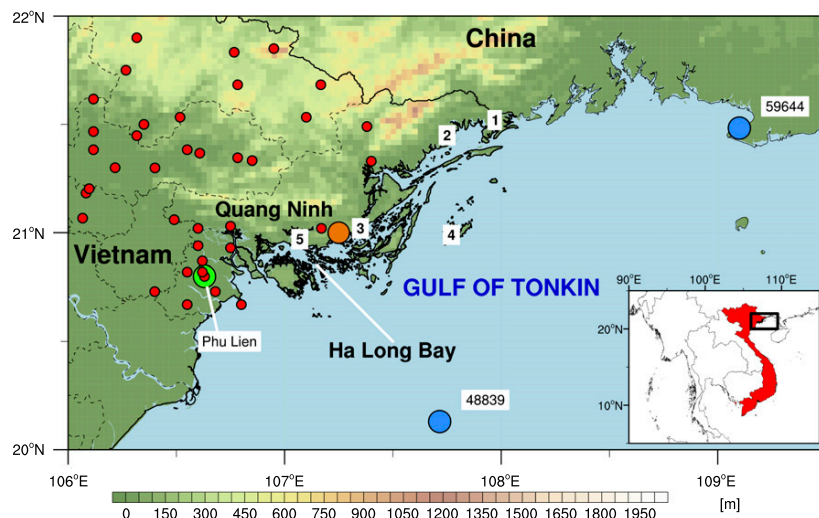 22°N
China
59644
1
2
Quang Ninh
21°N
3
4
5
Vietnam
GULF OF TONKIN
90°E 100°E 110°E
Phu Lien
Ha Long Bay
20°N
48839
10°N
20°N
106°E 107°E 108°E 109°E
0 150 300 450 600 750 900 1050 1200 1350 1500 1650 1800 1950
[m]